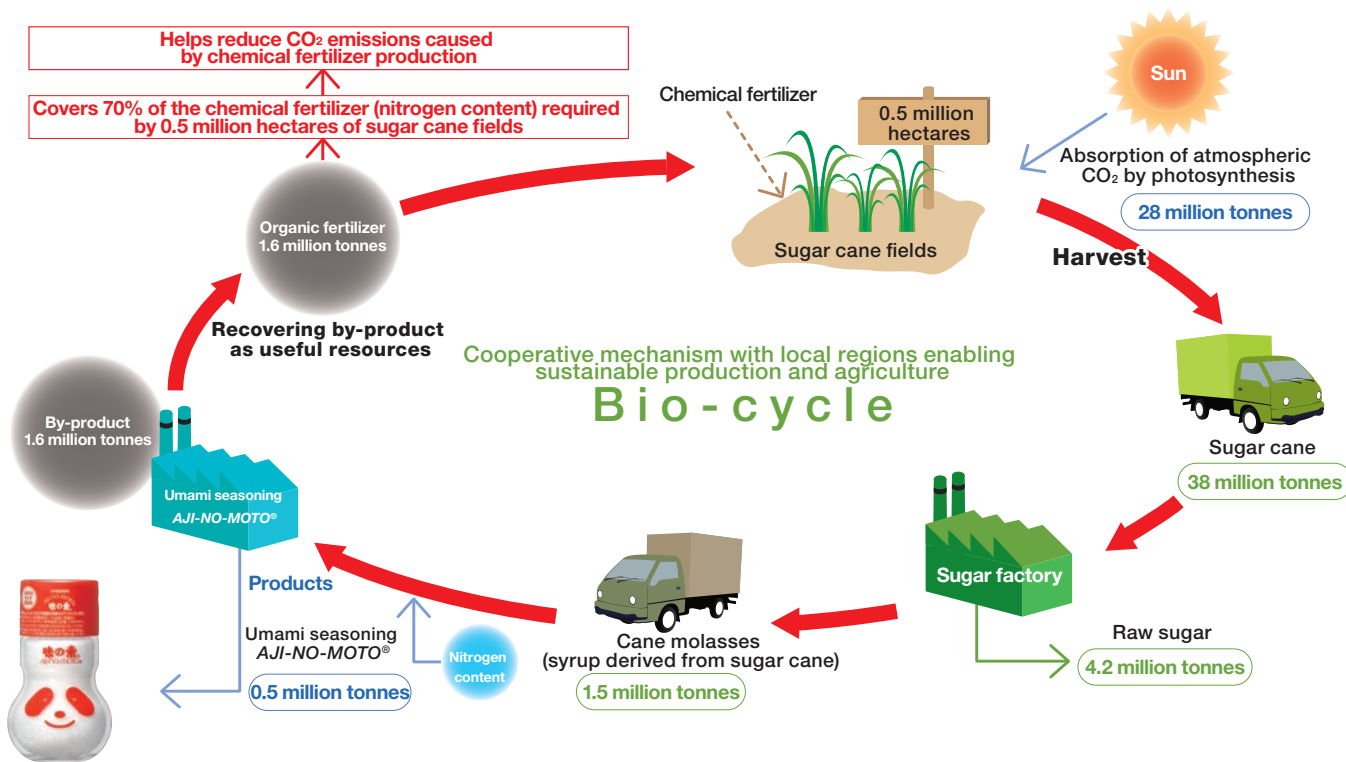 Helps reduce CO₂ emissions caused
by chemical fertilizer production
Covers 70% of the chemical fertilizer (nitrogen content) required
by 0.5 million hectares of sugar cane fields
Organic fertilizer
1.6 million tonnes
Recovering by-product
as useful resources
Chemical fertilizer
0.5 million
hectares
Sugar cane fields
Sun
Absorption of atmospheric
CO₂ by photosynthesis
28 million tonnes
Harvest
Cooperative mechanism with local regions enabling
sustainable production and agriculture
Bio-cycle
Sugar cane
38 million tonnes
Sugar factory
Raw sugar
4.2 million tonnes
Cane molasses
(syrup derived from sugar cane)
1.5 million tonnes
Nitrogen
content
By-product
1.6 million tonnes
Umami seasoning
AJI-NO-MOTO®
Products
Umami seasoning
AJI-NO-MOTO®
0.5 million tonnes
味の素
味の素
AJI-NO-MOTO